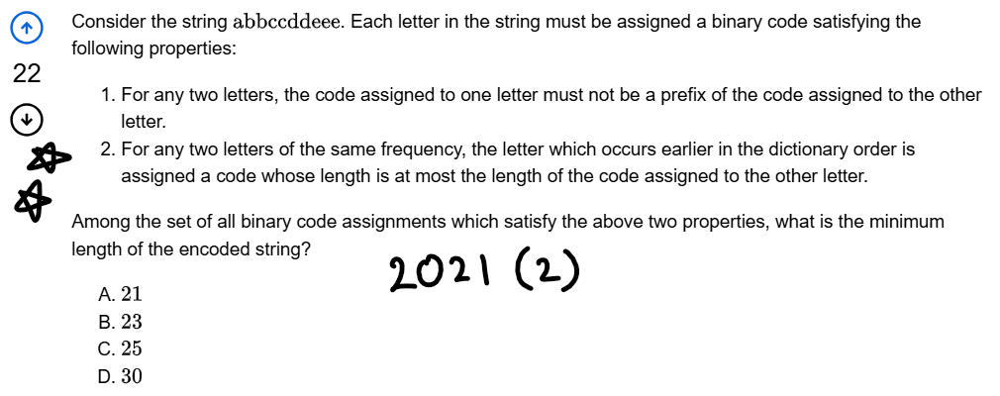 Consider the string abbccddeee. Each letter in the string must be assigned a binary code satisfying the
following properties:
22
1. For any two letters, the code assigned to one letter must not be a prefix of the code assigned to the other
letter.
2. For any two letters of the same frequency, the letter which occurs earlier in the dictionary order is
assigned a code whose length is at most the length of the code assigned to the other letter.
Among the set of all binary code assignments which satisfy the above two properties, what is the minimum
length of the encoded string?
2021 (2)
A. 21
B. 23
C. 25
D. 30